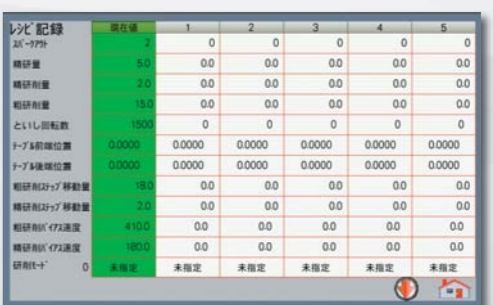 レシピ記録 現在値 1 2 3 4 5
スパークアウト 2 0 0 0 0 0
精研量 5.0 0.0 0.0 0.0 0.0 0.0
精研削量 2.0 0.0 0.0 0.0 0.0 0.0
粗研削量 15.0 0.0 0.0 0.0 0.0 0.0
といし回転数 1500 0 0 0 0 0
テーブル前端位置 0.0000 0.0000 0.0000 0.0000 0.0000 0.0000
テーブル後端位置 0.0000 0.0000 0.0000 0.0000 0.0000 0.0000
粗研削ステップ移動量 18.0 0.0 0.0 0.0 0.0 0.0
精研削ステップ移動量 2.0 0.0 0.0 0.0 0.0 0.0
粗研削バイアス速度 410.0 0.0 0.0 0.0 0.0 0.0
精研削バイアス速度 180.0 0.0 0.0 0.0 0.0 0.0
研削モード 0 未指定 未指定 未指定 未指定 未指定 未指定